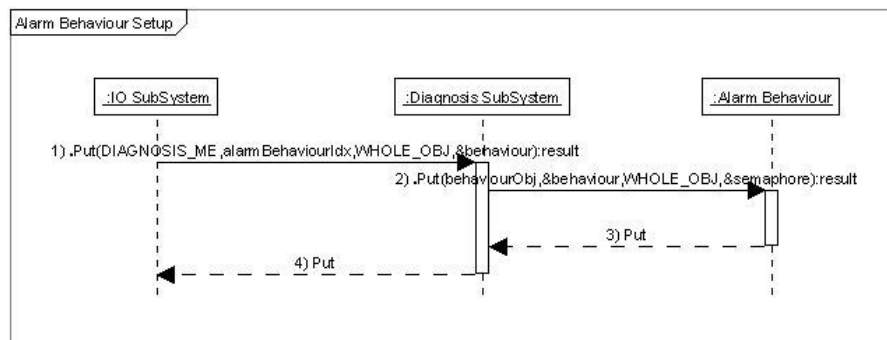 Alarm Behaviour Setup
:IO SubSystem
:Diagnosis SubSystem
:Alarm Behaviour
1) .Put(DIAGNOSIS_ME,alarmBehaviourIdx,WHOLE_OBJ,&behaviour):result
2) .Put(behaviourObj,&behaviour,WHOLE_OBJ,&semaphore):result
3) Put
4) Put